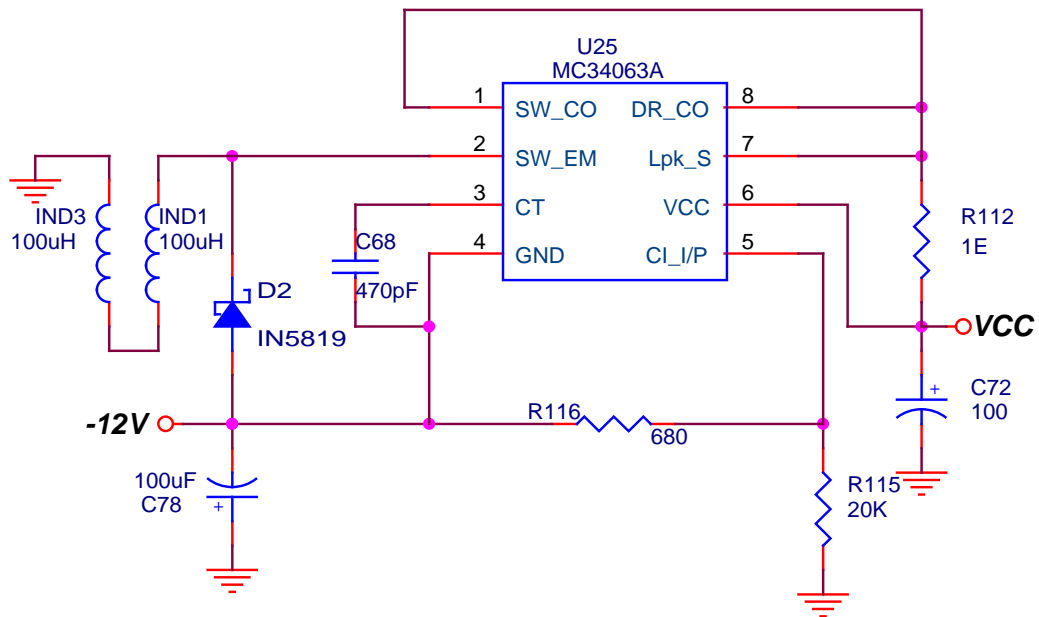 U25
MC34063A
1
SW_CO
DR_CO
8
2
SW_EM
Lpk_S
7
3
CT
VCC
6
4
GND
CI_I/P
5
IND3
100uH
IND1
100uH
C68
470pF
R112
1E
D2
IN5819
VCC
C72
100
+
-12V
R116
680
100uF
C78
+
R115
20K